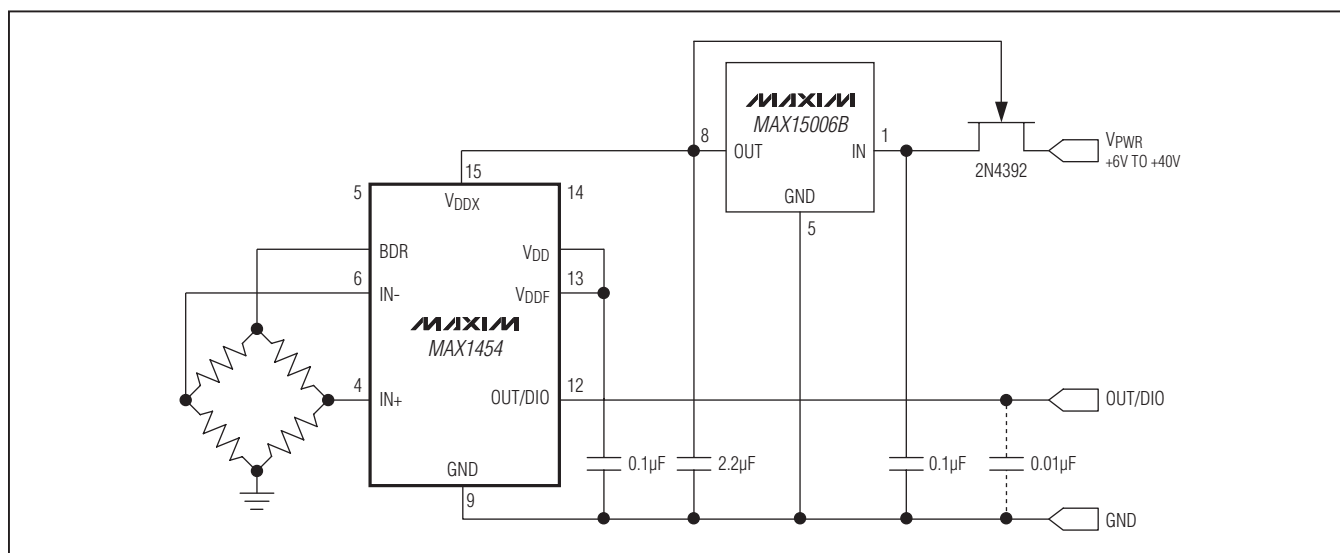 MAXIM
MAX15006B
8
OUT
IN
1
GND
5
2N4392
VPWR
+6V TO +40V
15
5
VDDX
14
BDR
VDD
6
IN-
13
VDDF
MAXIM
MAX1454
4
IN+
OUT/DIO
12
OUT/DIO
GND
9
0.1µF
2.2µF
0.1µF
0.01µF
GND